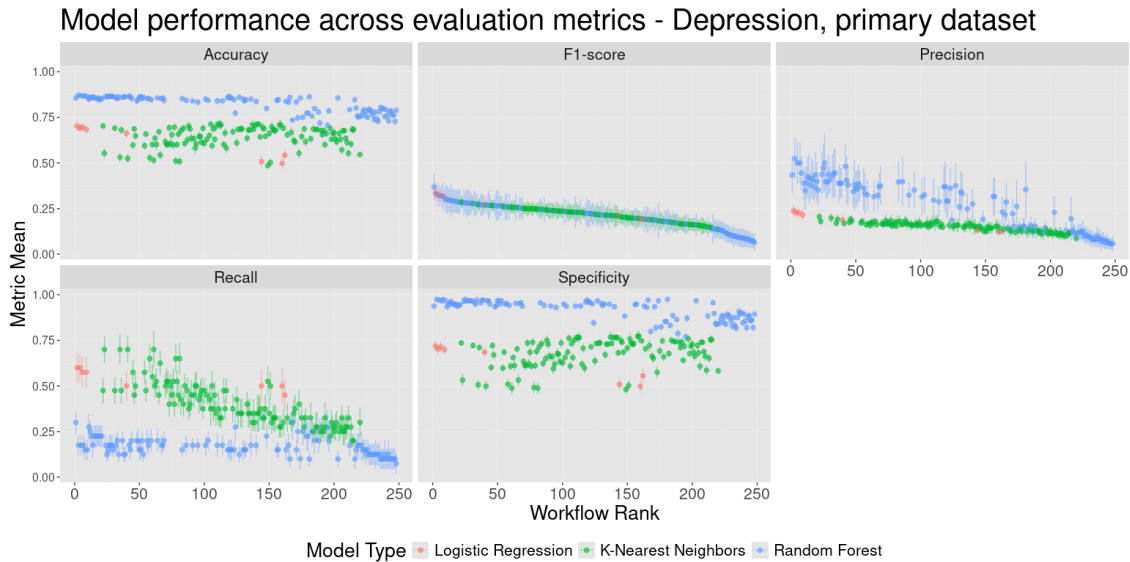 Model performance across evaluation metrics - Depression, primary dataset
Accuracy
F1-score
Precision
1.00
0.75
0.50
0.25
0.00
0 50 100 150 200 250
Recall
Specificity
1.00
0.75
0.50
0.25
0.00
0 50 100 150 200 250
0 50 100 150 200 250
Metric Mean
Workflow Rank
Model Type Logistic Regression K-Nearest Neighbors Random Forest